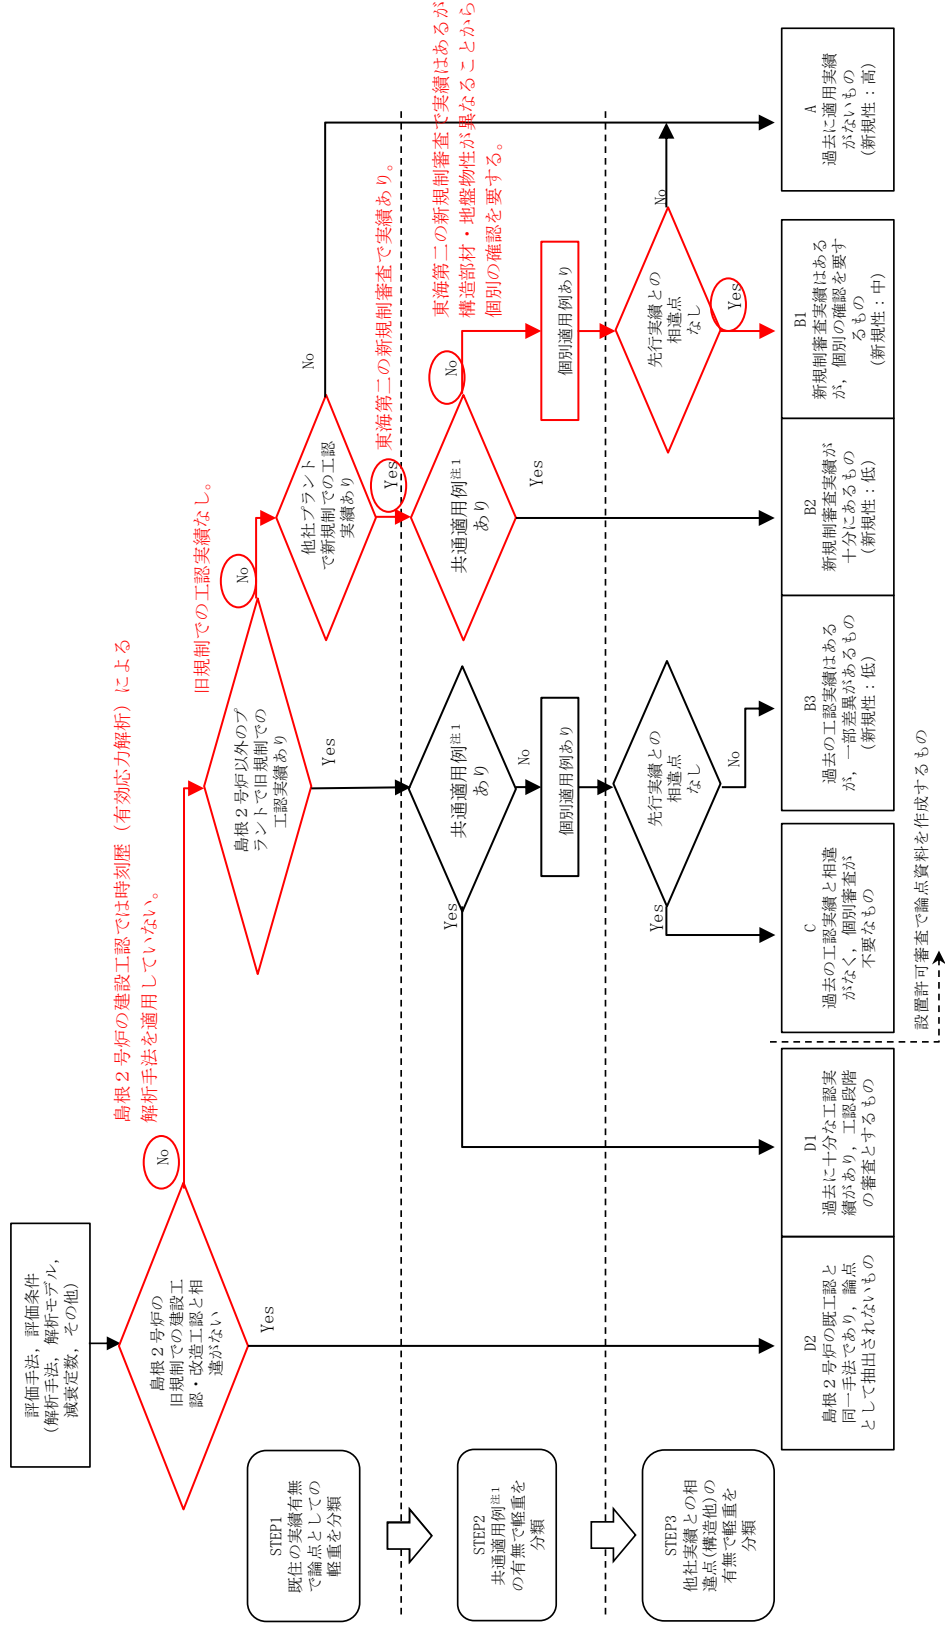 評価手法，評価条件
(解析手法，解析モデル，
減衰定数，その他)
島根２号炉の
旧規制での建設工
認・改造工認と相
違がない
No
Yes
島根２号炉の建設工認では時刻歴（有効応力解析）による
解析手法を適用していない。
島根２号炉以外のプ
ラントで旧規制での
工認実績あり
No
Yes
旧規制での工認実績なし。
他社プラント
で新規制での工認
実績あり
No
Yes
東海第二の新規制審査で実績あり。
共通適用例注１
あり
Yes
No
個別適用例あり
先行実績との
相違点
なし
Yes
No
共通適用例注１
あり
No
Yes
東海第二の新規制審査で実績はあるが
構造部材・地盤物性が異なることから
個別の確認を要する。
個別適用例あり
先行実績との
相違点
なし
No
Yes
STEP1
既往の実績有無
で論点としての
軽重を分類
STEP2
共通適用例注１
の有無で軽重を
分類
STEP3
他社実績との相
違点(構造他)の
有無で軽重を
分類
D2
島根２号炉の既工認と
同一手法であり，論点
として抽出されないもの
D1
過去に十分な工認実
績があり，工認段階
の審査とするもの
C
過去の工認実績と相違
がなく，個別審査が
不要なもの
B3
過去の工認実績はある
が，一部差異があるもの
(新規性：低)
B2
新規制審査実績が
十分にあるもの
(新規性：低)
B1
新規制審査実績はある
が，個別の確認を要す
るもの
(新規性：中)
A
過去に適用実績
がないもの
(新規性：高)
設置許可審査で論点資料を作成するもの